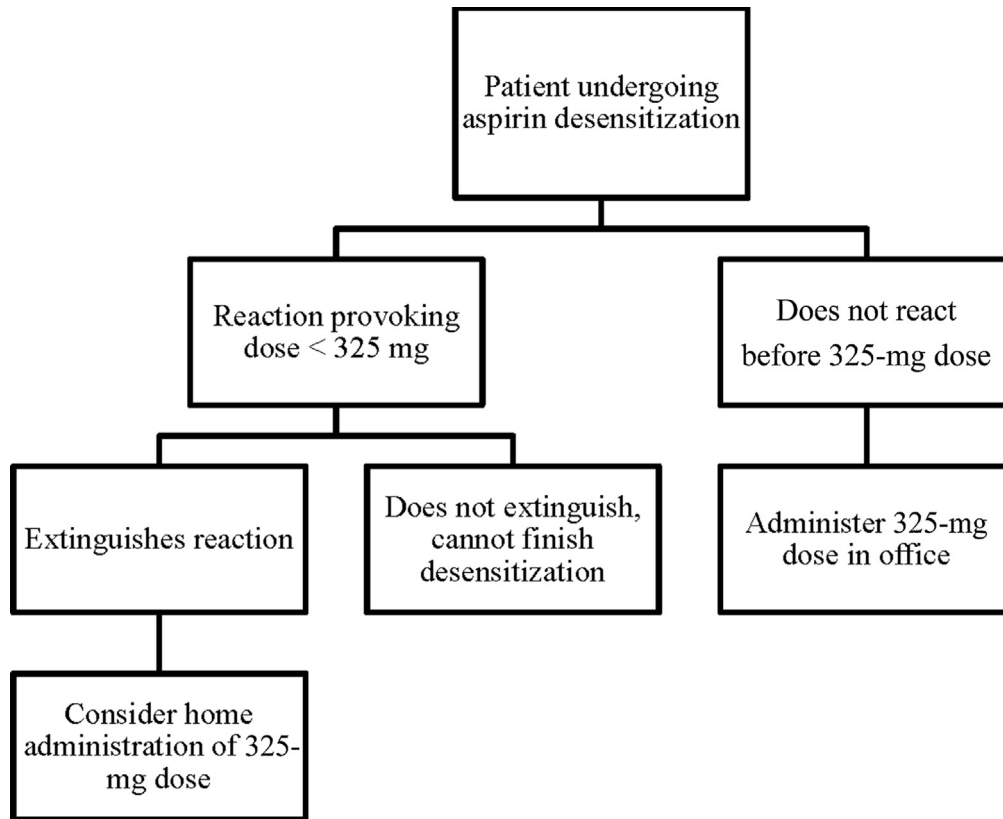 Patient undergoing
aspirin desensitization
Reaction provoking
dose < 325 mg
Does not react
before 325-mg dose
Extinguishes reaction
Does not extinguish,
cannot finish
desensitization
Administer 325-mg
dose in office
Consider home
administration of 325-
mg dose